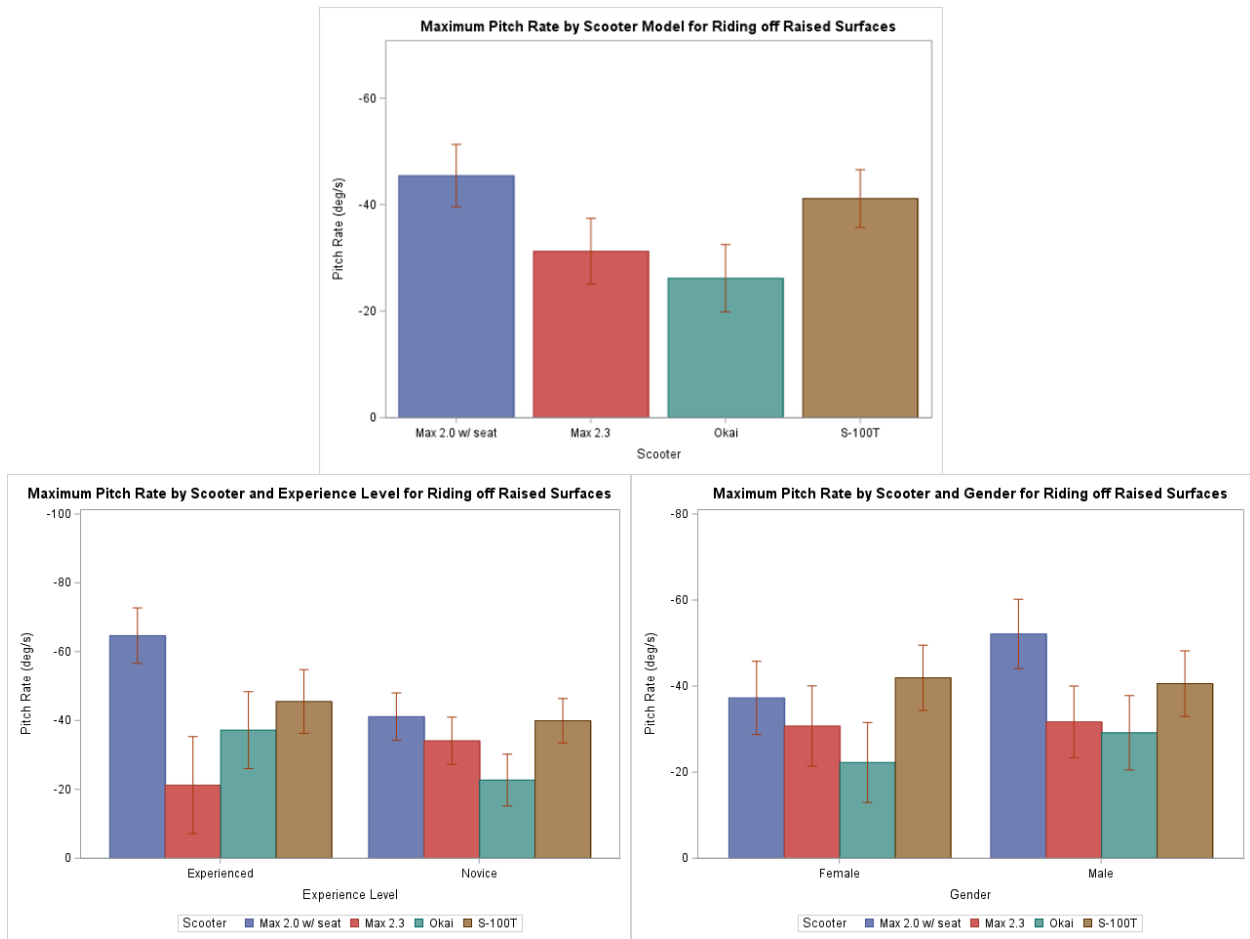 Maximum Pitch Rate by Scooter Model for Riding off Raised Surfaces
-60
-40
-20
0
Pitch Rate (deg/s)
Max 2.0 w/ seat
Max 2.3
Okai
S-100T
Scooter
Maximum Pitch Rate by Scooter and Experience Level for Riding off Raised Surfaces
-100
-80
-60
-40
-20
0
Pitch Rate (deg/s)
Experienced
Novice
Experience Level
Scooter Max 2.0 w/ seat Max 2.3 Okai S-100T
Maximum Pitch Rate by Scooter and Gender for Riding off Raised Surfaces
-80
-60
-40
-20
0
Pitch Rate (deg/s)
Female
Male
Gender
Scooter Max 2.0 w/ seat Max 2.3 Okai S-100T